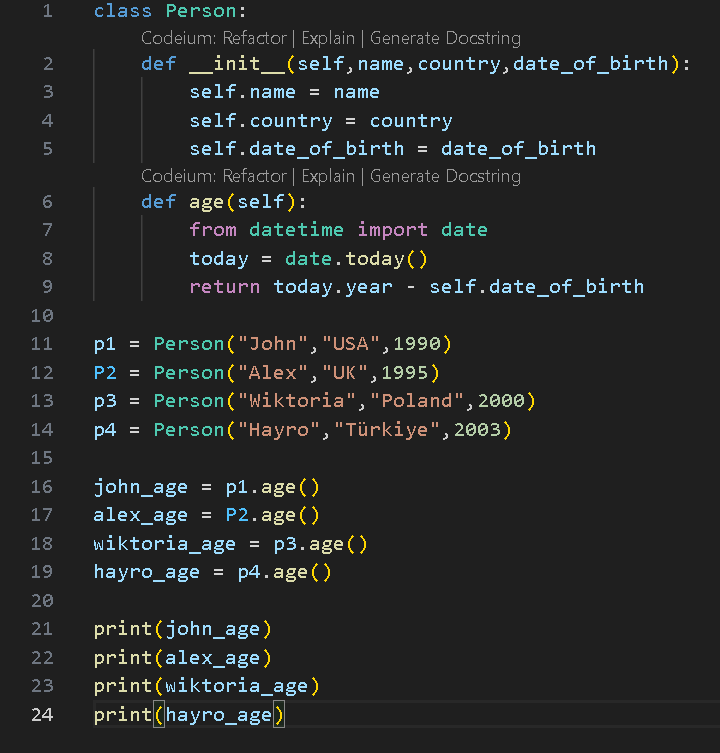 1 class Person:
Codeium: Refactor | Explain | Generate Docstring
2 def __init__(self,name,country,date_of_birth):
3 self.name = name
4 self.country = country
5 self.date_of_birth = date_of_birth
Codeium: Refactor | Explain | Generate Docstring
6 def age(self):
7 from datetime import date
8 today = date.today()
9 return today.year - self.date_of_birth
10
11 p1 = Person("John","USA",1990)
12 P2 = Person("Alex","UK",1995)
13 p3 = Person("Wiktoria","Poland",2000)
14 p4 = Person("Hayro","Türkiye",2003)
15
16 john_age = p1.age()
17 alex_age = P2.age()
18 wiktoria_age = p3.age()
19 hayro_age = p4.age()
20
21 print(john_age)
22 print(alex_age)
23 print(wiktoria_age)
24 print(hayro_age)